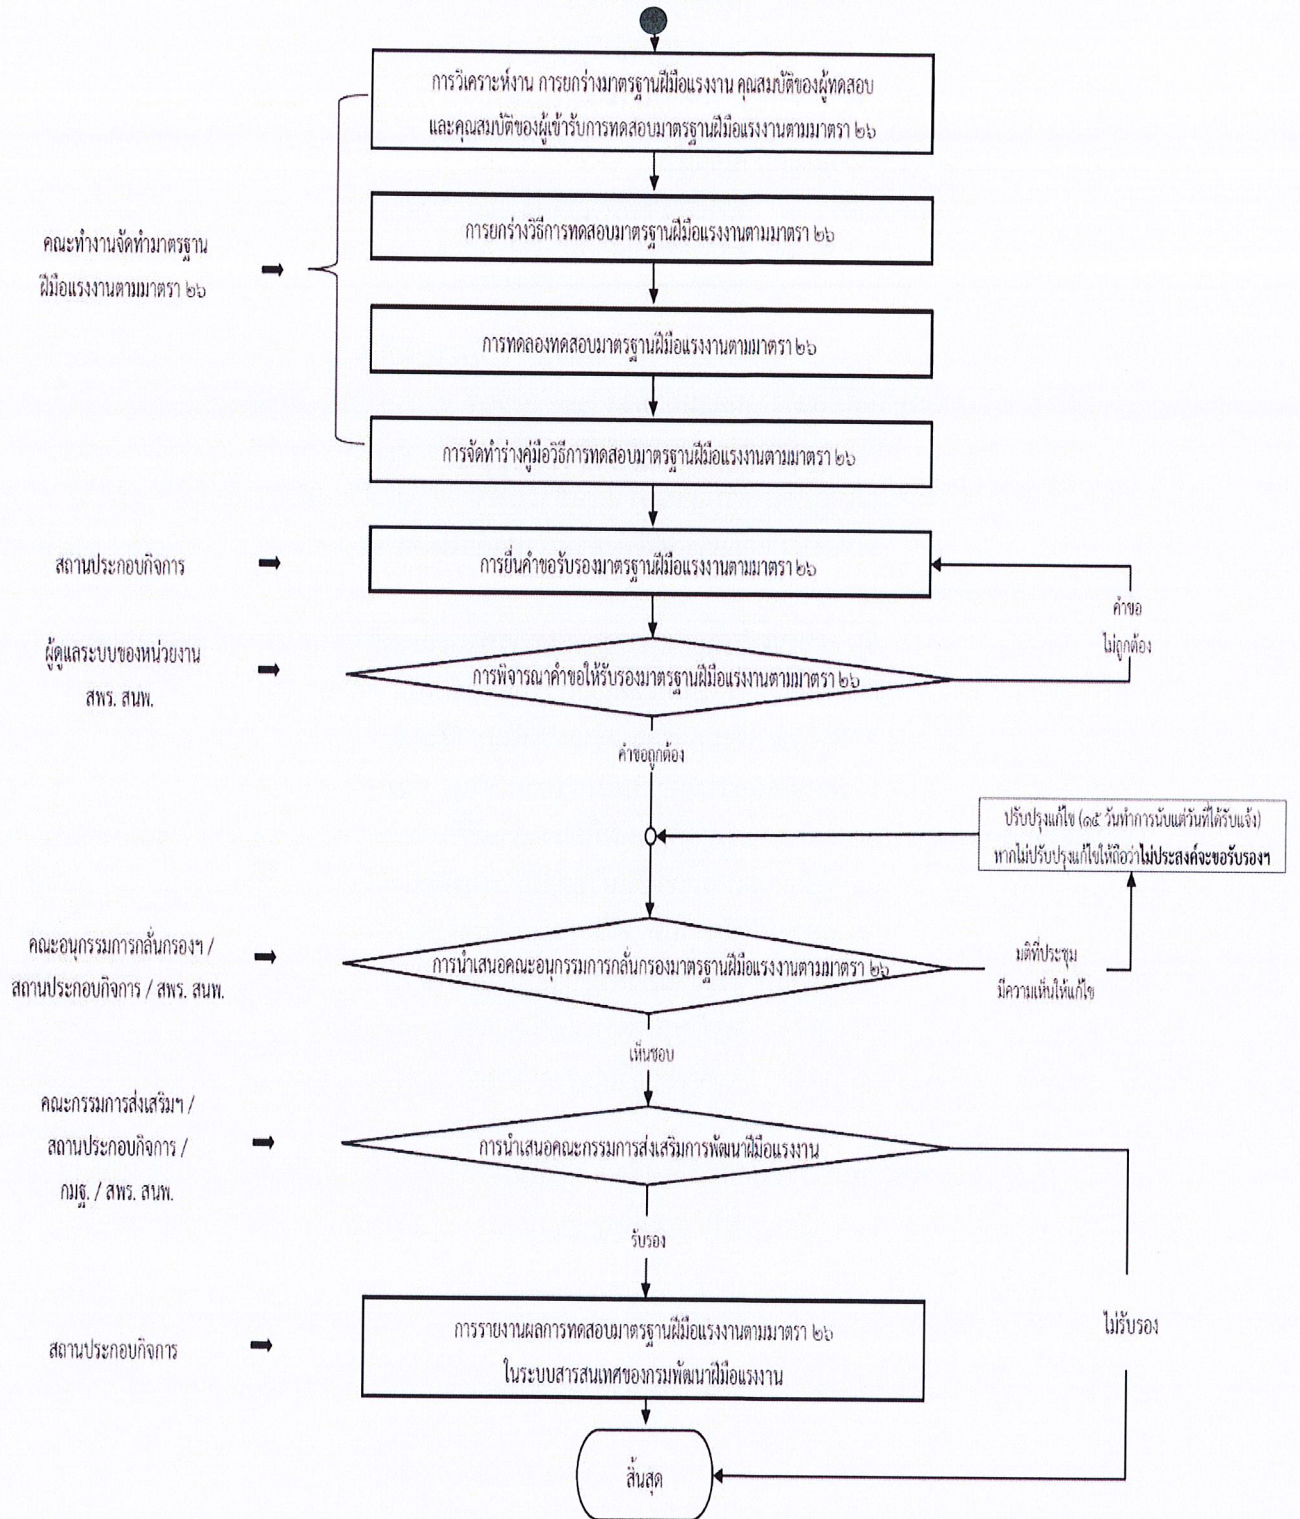 การวิเคราะห์งาน การยกร่างมาตรฐานฝีมือแรงงาน คุณสมบัติของผู้ทดสอบ
และคุณสมบัติของผู้เข้ารับการทดสอบมาตรฐานฝีมือแรงงานตามมาตรา ๒๖
คณะทำงานจัดทำมาตรฐาน
ฝีมือแรงงานตามมาตรา ๒๖
การยกร่างวิธีการทดสอบมาตรฐานฝีมือแรงงานตามมาตรา ๒๖
การทดลองทดสอบมาตรฐานฝีมือแรงงานตามมาตรา ๒๖
การจัดทำร่างคู่มือวิธีการทดสอบมาตรฐานฝีมือแรงงานตามมาตรา ๒๖
สถานประกอบกิจการ
การยื่นคำขอรับรองมาตรฐานฝีมือแรงงานตามมาตรา ๒๖
คำขอ
ไม่ถูกต้อง
ผู้ดูแลระบบของหน่วยงาน
สพร. สนพ.
การพิจารณาคำขอให้รับรองมาตรฐานฝีมือแรงงานตามมาตรา ๒๖
คำขอถูกต้อง
ปรับปรุงแก้ไข (๑๕ วันทำการนับแต่วันที่ได้รับแจ้ง)
หากไม่ปรับปรุงแก้ไขให้ถือว่าไม่ประสงค์จะขอรับรองฯ
คณะอนุกรรมการกลั่นกรองฯ /
สถานประกอบกิจการ / สพร. สนพ.
การนำเสนอคณะอนุกรรมการกลั่นกรองมาตรฐานฝีมือแรงงานตามมาตรา ๒๖
มติที่ประชุม
มีความเห็นให้แก้ไข
เห็นชอบ
คณะกรรมการส่งเสริมฯ /
สถานประกอบกิจการ /
กมฐ. / สพร. สนพ.
การนำเสนอคณะกรรมการส่งเสริมการพัฒนาฝีมือแรงงาน
รับรอง
ไม่รับรอง
สถานประกอบกิจการ
การรายงานผลการทดสอบมาตรฐานฝีมือแรงงานตามมาตรา ๒๖
ในระบบสารสนเทศของกรมพัฒนาฝีมือแรงงาน
สิ้นสุด